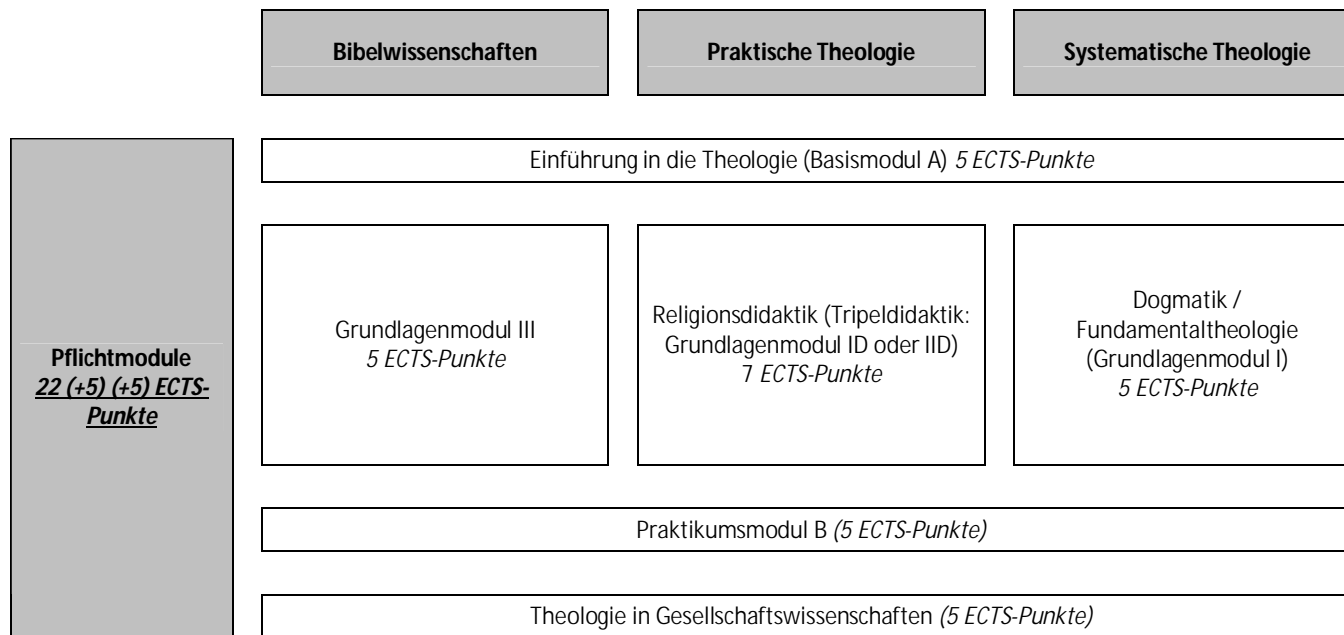 Bibelwissenschaften
Praktische Theologie
Systematische Theologie
Pflichtmodule
22 (+5) (+5) ECTS-
Punkte
Einführung in die Theologie (Basismodul A) 5 ECTS-Punkte
Grundlagenmodul III
5 ECTS-Punkte
Religionsdidaktik (Tripeldidaktik:
Grundlagenmodul ID oder IID)
7 ECTS-Punkte
Dogmatik /
Fundamentaltheologie
(Grundlagenmodul I)
5 ECTS-Punkte
Praktikumsmodul B (5 ECTS-Punkte)
Theologie in Gesellschaftswissenschaften (5 ECTS-Punkte)